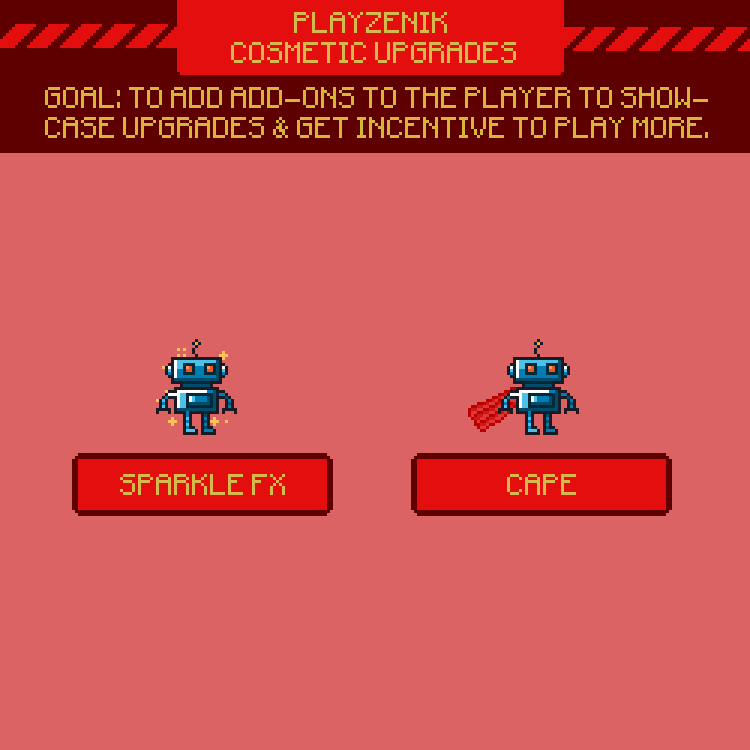 PLAYZENIK
COSMETIC UPGRADES
GOAL: TO ADD ADD-ONS TO THE PLAYER TO SHOW-
CASE UPGRADES & GET INCENTIVE TO PLAY MORE.
SPARKLE FX
CAPE